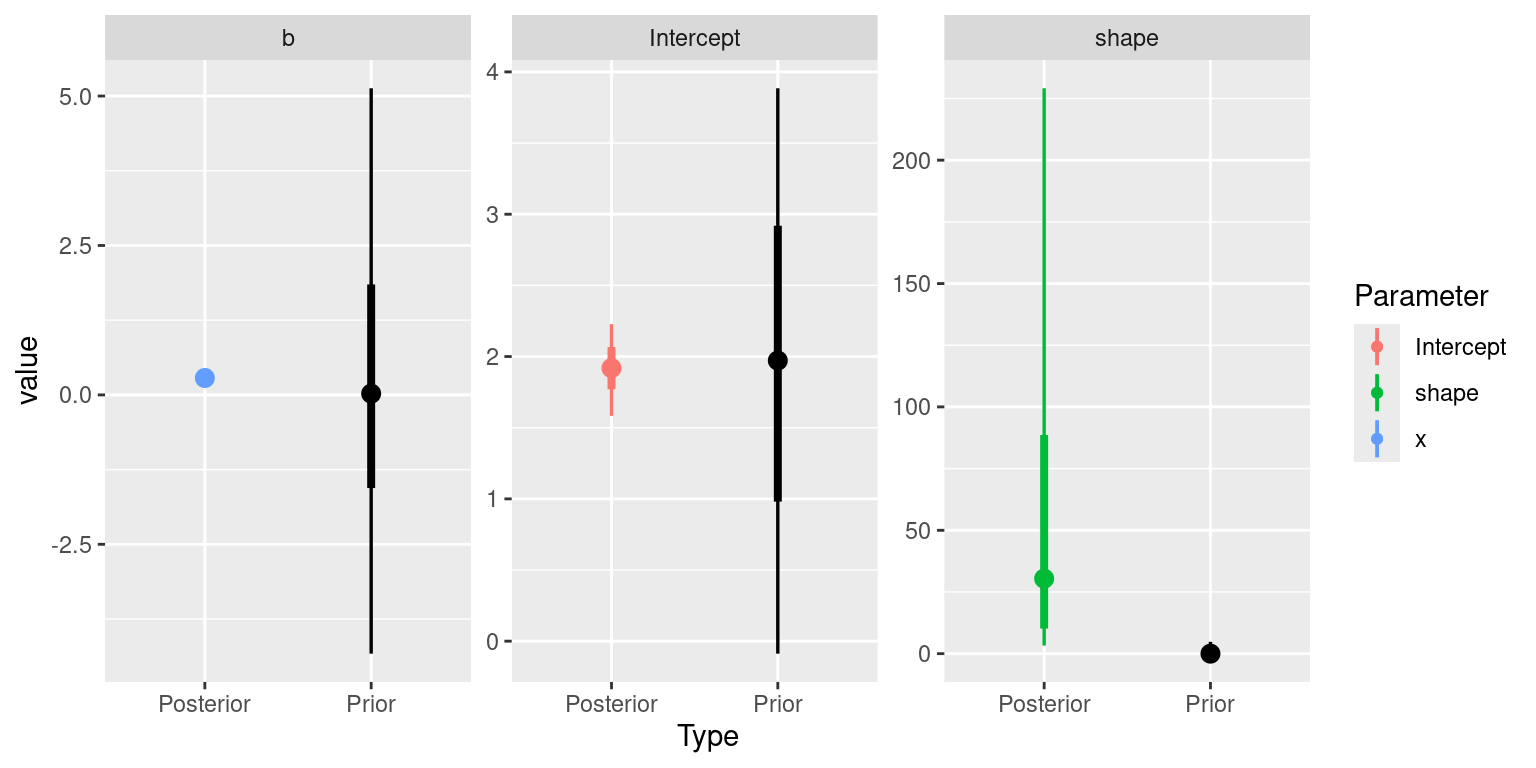 b
Intercept
shape
value
5.0
2.5
0.0
-2.5
4
3
2
1
0
200
150
100
50
0
Posterior
Prior
Posterior
Prior
Posterior
Prior
Type
Parameter
Intercept
shape
x